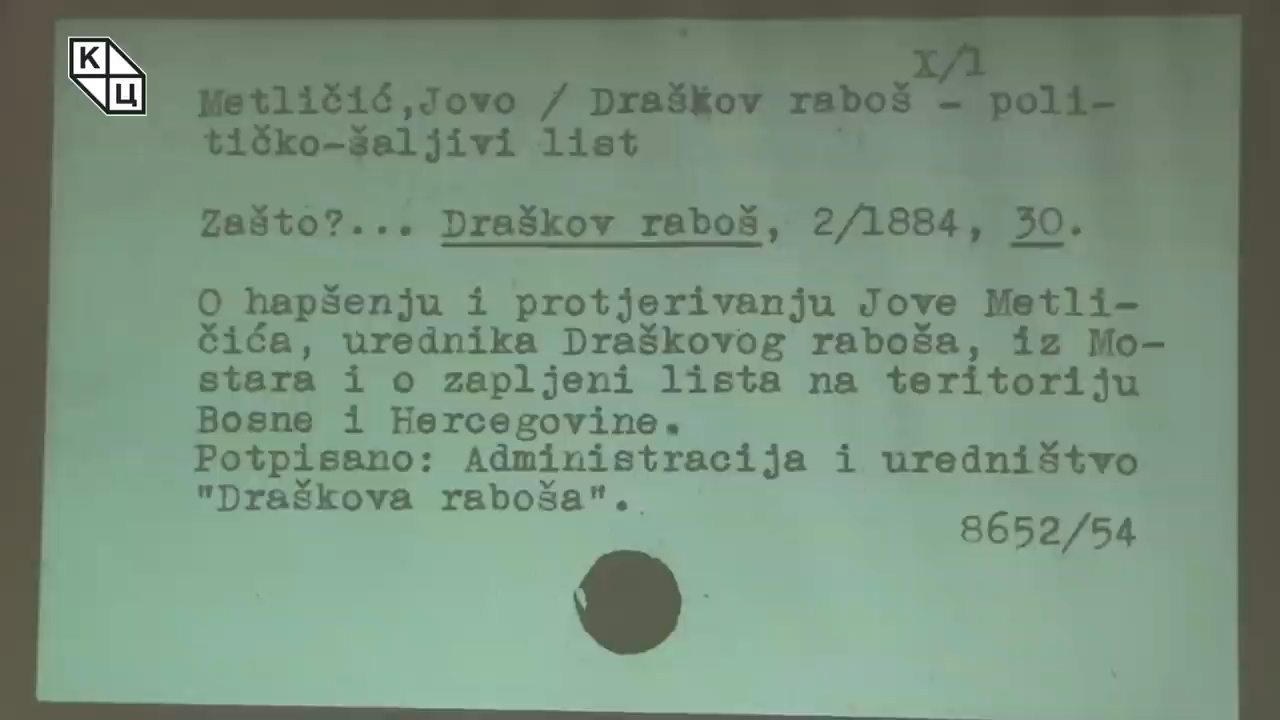 К
Ц
X/1
Metličić,Jovo / Draškov raboš - poli-
tičko-šaljivi list
Zašto?... Draškov raboš, 2/1884, 30.
O hapšenju i protjerivanju Jove Metli-
čića, urednika Draškovog raboša, iz Mo-
stara i o zapljeni lista na teritoriju
Bosne i Hercegovine.
Potpisano: Administracija i uredništvo
"Draškova raboša".
8652/54